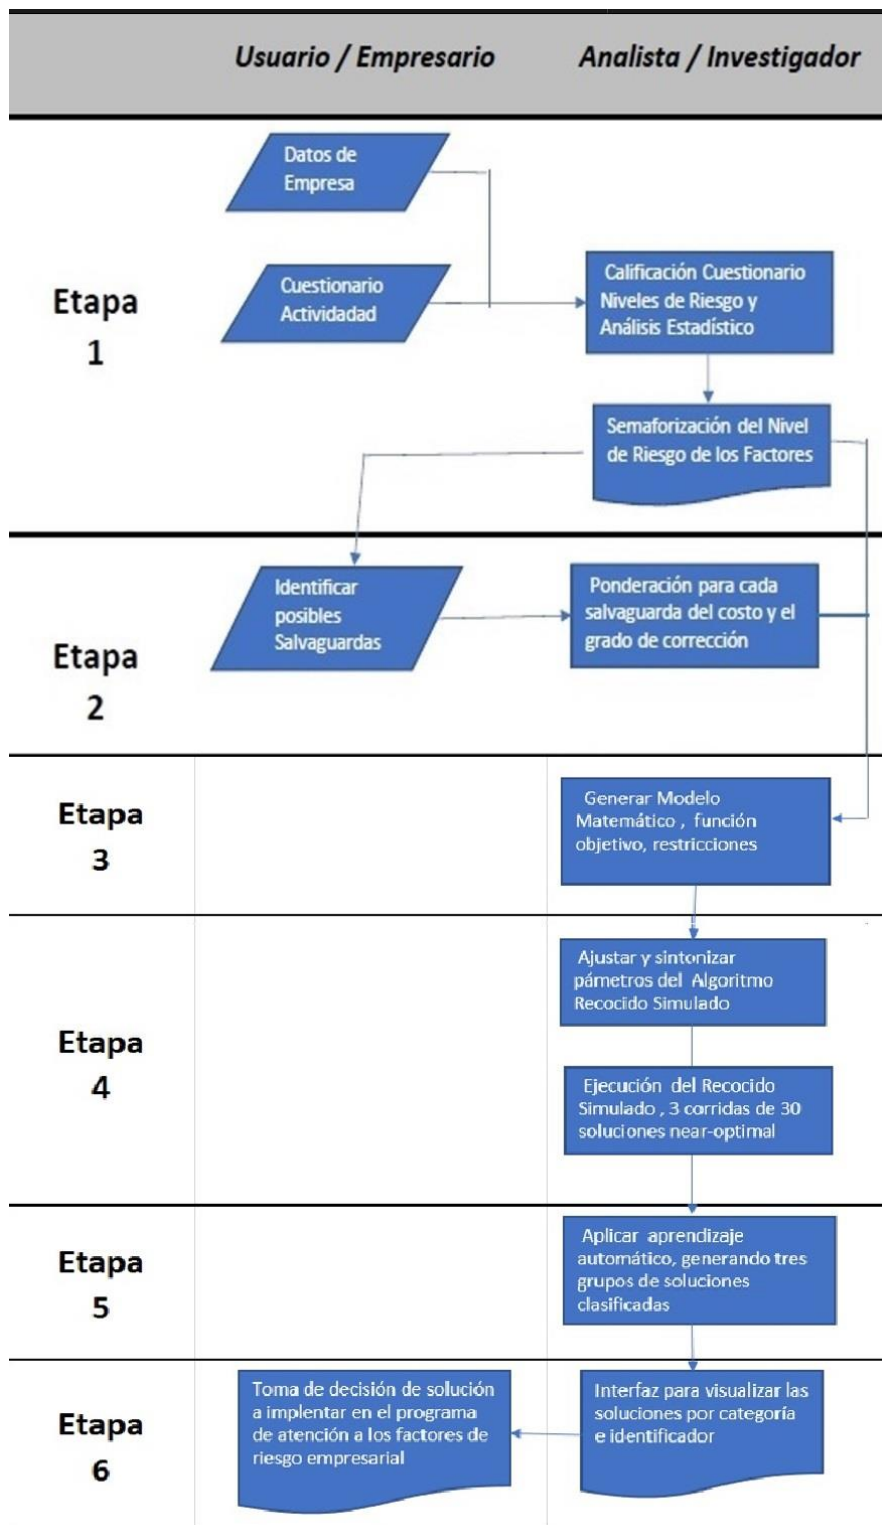 Usuario / Empresario
Analista / Investigador
Etapa
1
Datos de
Empresa
Cuestionario
Actividadad
Calificación Cuestionario
Niveles de Riesgo y
Análisis Estadístico
Semaforización del Nivel
de Riesgo de los Factores
Etapa
2
Identificar
posibles
Salvaguardas
Ponderación para cada
salvaguarda del costo y el
grado de corrección
Etapa
3
Generar Modelo
Matemático , función
objetivo, restricciones
Etapa
4
Ajustar y sintonizar
pámetros del Algoritmo
Recocido Simulado
Ejecución del Recocido
Simulado , 3 corridas de 30
soluciones near-optimal
Etapa
5
Aplicar aprendizaje
automático, generando tres
grupos de soluciones
clasificadas
Etapa
6
Toma de decisión de solución
a implentar en el programa
de atención a los factores de
riesgo empresarial
Interfaz para visualizar las
soluciones por categoría
e identificador